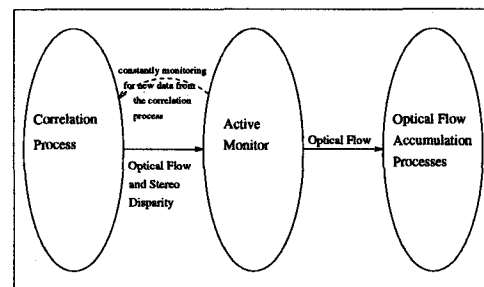 constantly monitoring
for new data from
the correlation
process
Correlation
Process
Optical Flow
and Stereo
Disparity
Active
Monitor
Optical Flow
Optical Flow
Accumulation
Processes